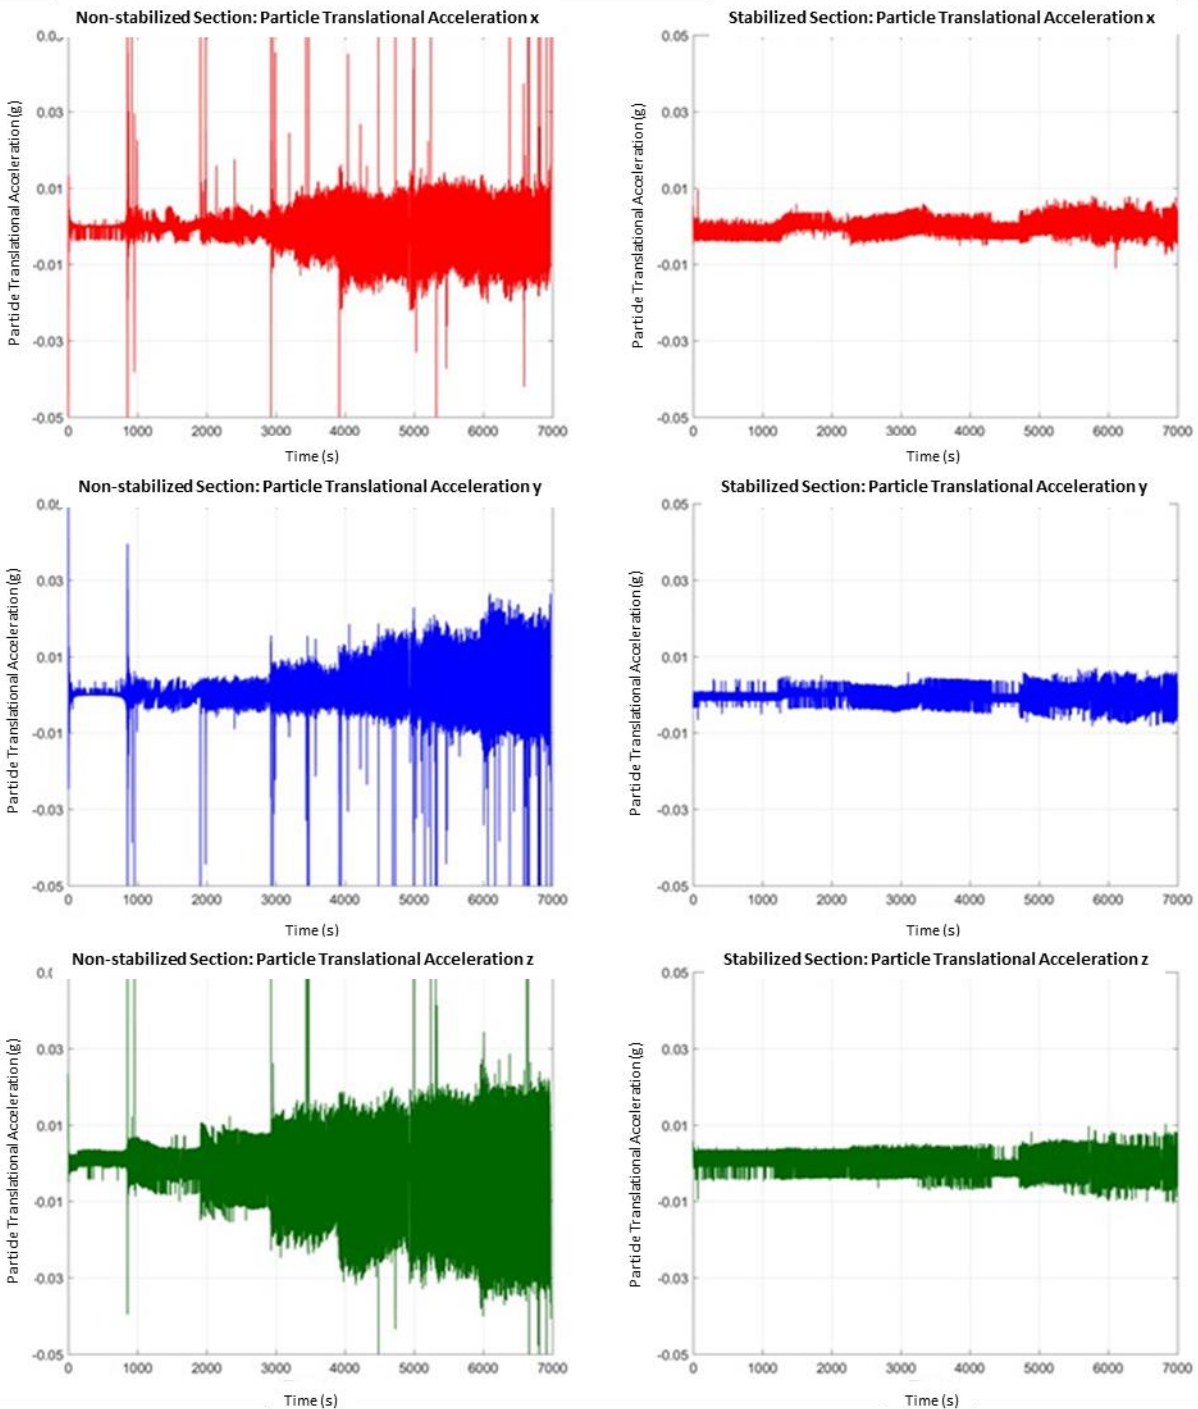 Non-stabilized Section: Particle Translational Acceleration x
Stabilized Section: Particle Translational Acceleration x
Particle Translational Acceleration (g)
0.03
0.01
-0.01
-0.03
-0.05
0 1000 2000 3000 4000 5000 6000 7000
Time (s)
Particle Translational Acceleration (g)
0.05
0.03
0.01
-0.01
-0.03
-0.05
0 1000 2000 3000 4000 5000 6000 7000
Time (s)
Non-stabilized Section: Particle Translational Acceleration y
Stabilized Section: Particle Translational Acceleration y
Particle Translational Acceleration (g)
0.03
0.01
-0.01
-0.03
-0.05
0 1000 2000 3000 4000 5000 6000 7000
Time (s)
Particle Translational Acceleration (g)
0.05
0.03
0.01
-0.01
-0.03
-0.05
0 1000 2000 3000 4000 5000 6000 7000
Time (s)
Non-stabilized Section: Particle Translational Acceleration z
Stabilized Section: Particle Translational Acceleration z
Particle Translational Acceleration (g)
0.03
0.01
-0.01
-0.03
-0.05
0 1000 2000 3000 4000 5000 6000 7000
Time (s)
Particle Translational Acceleration (g)
0.05
0.03
0.01
-0.01
-0.03
-0.05
0 1000 2000 3000 4000 5000 6000 7000
Time (s)